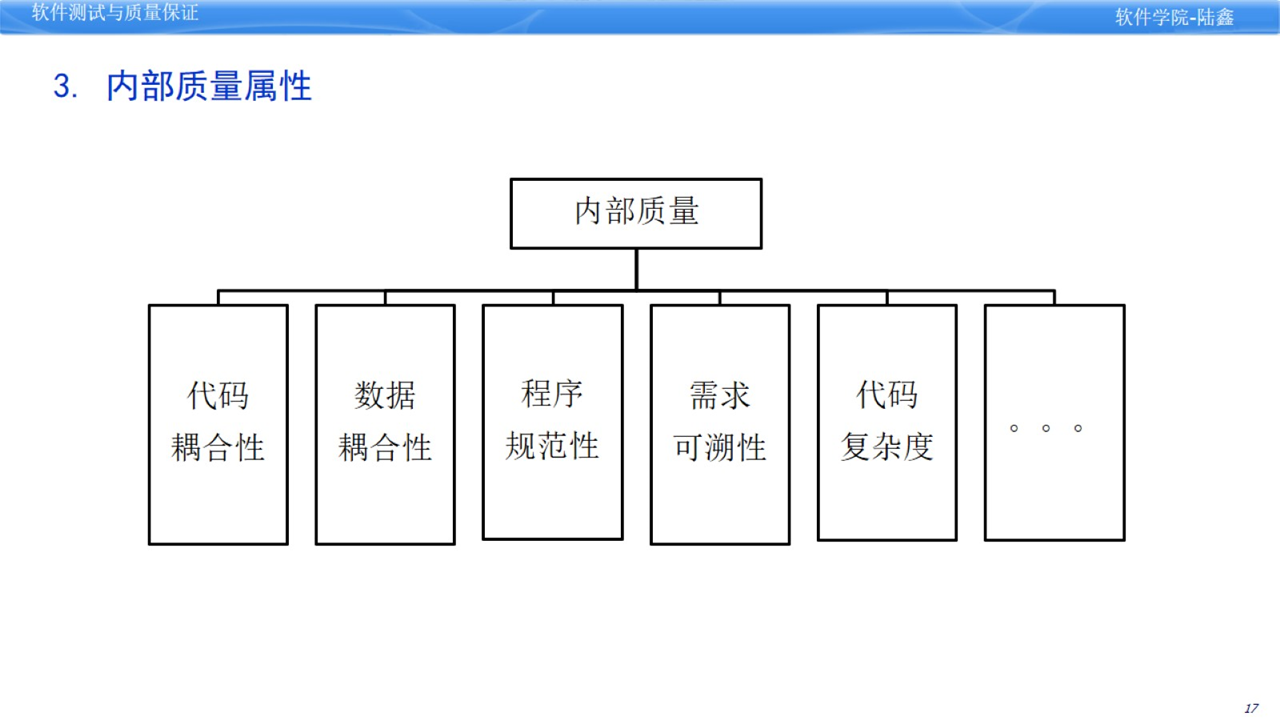 软件测试与质量保证
软件学院-陆鑫
3. 内部质量属性
内部质量
代码
耦合性
数据
耦合性
程序
规范性
需求
可溯性
代码
复杂度
。。。
17